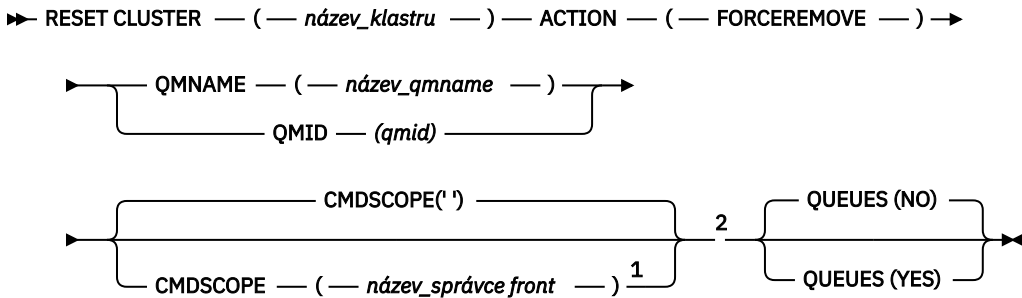 RESET CLUSTER ( název_klastru ) ACTION ( FORCEREMOVE )
QMNAME ( název_qmname )
QMID (qmid)
CMDSCOPE(' ')
CMDSCOPE ( název_správce front ) 1
2
QUEUES (NO)
QUEUES (YES)